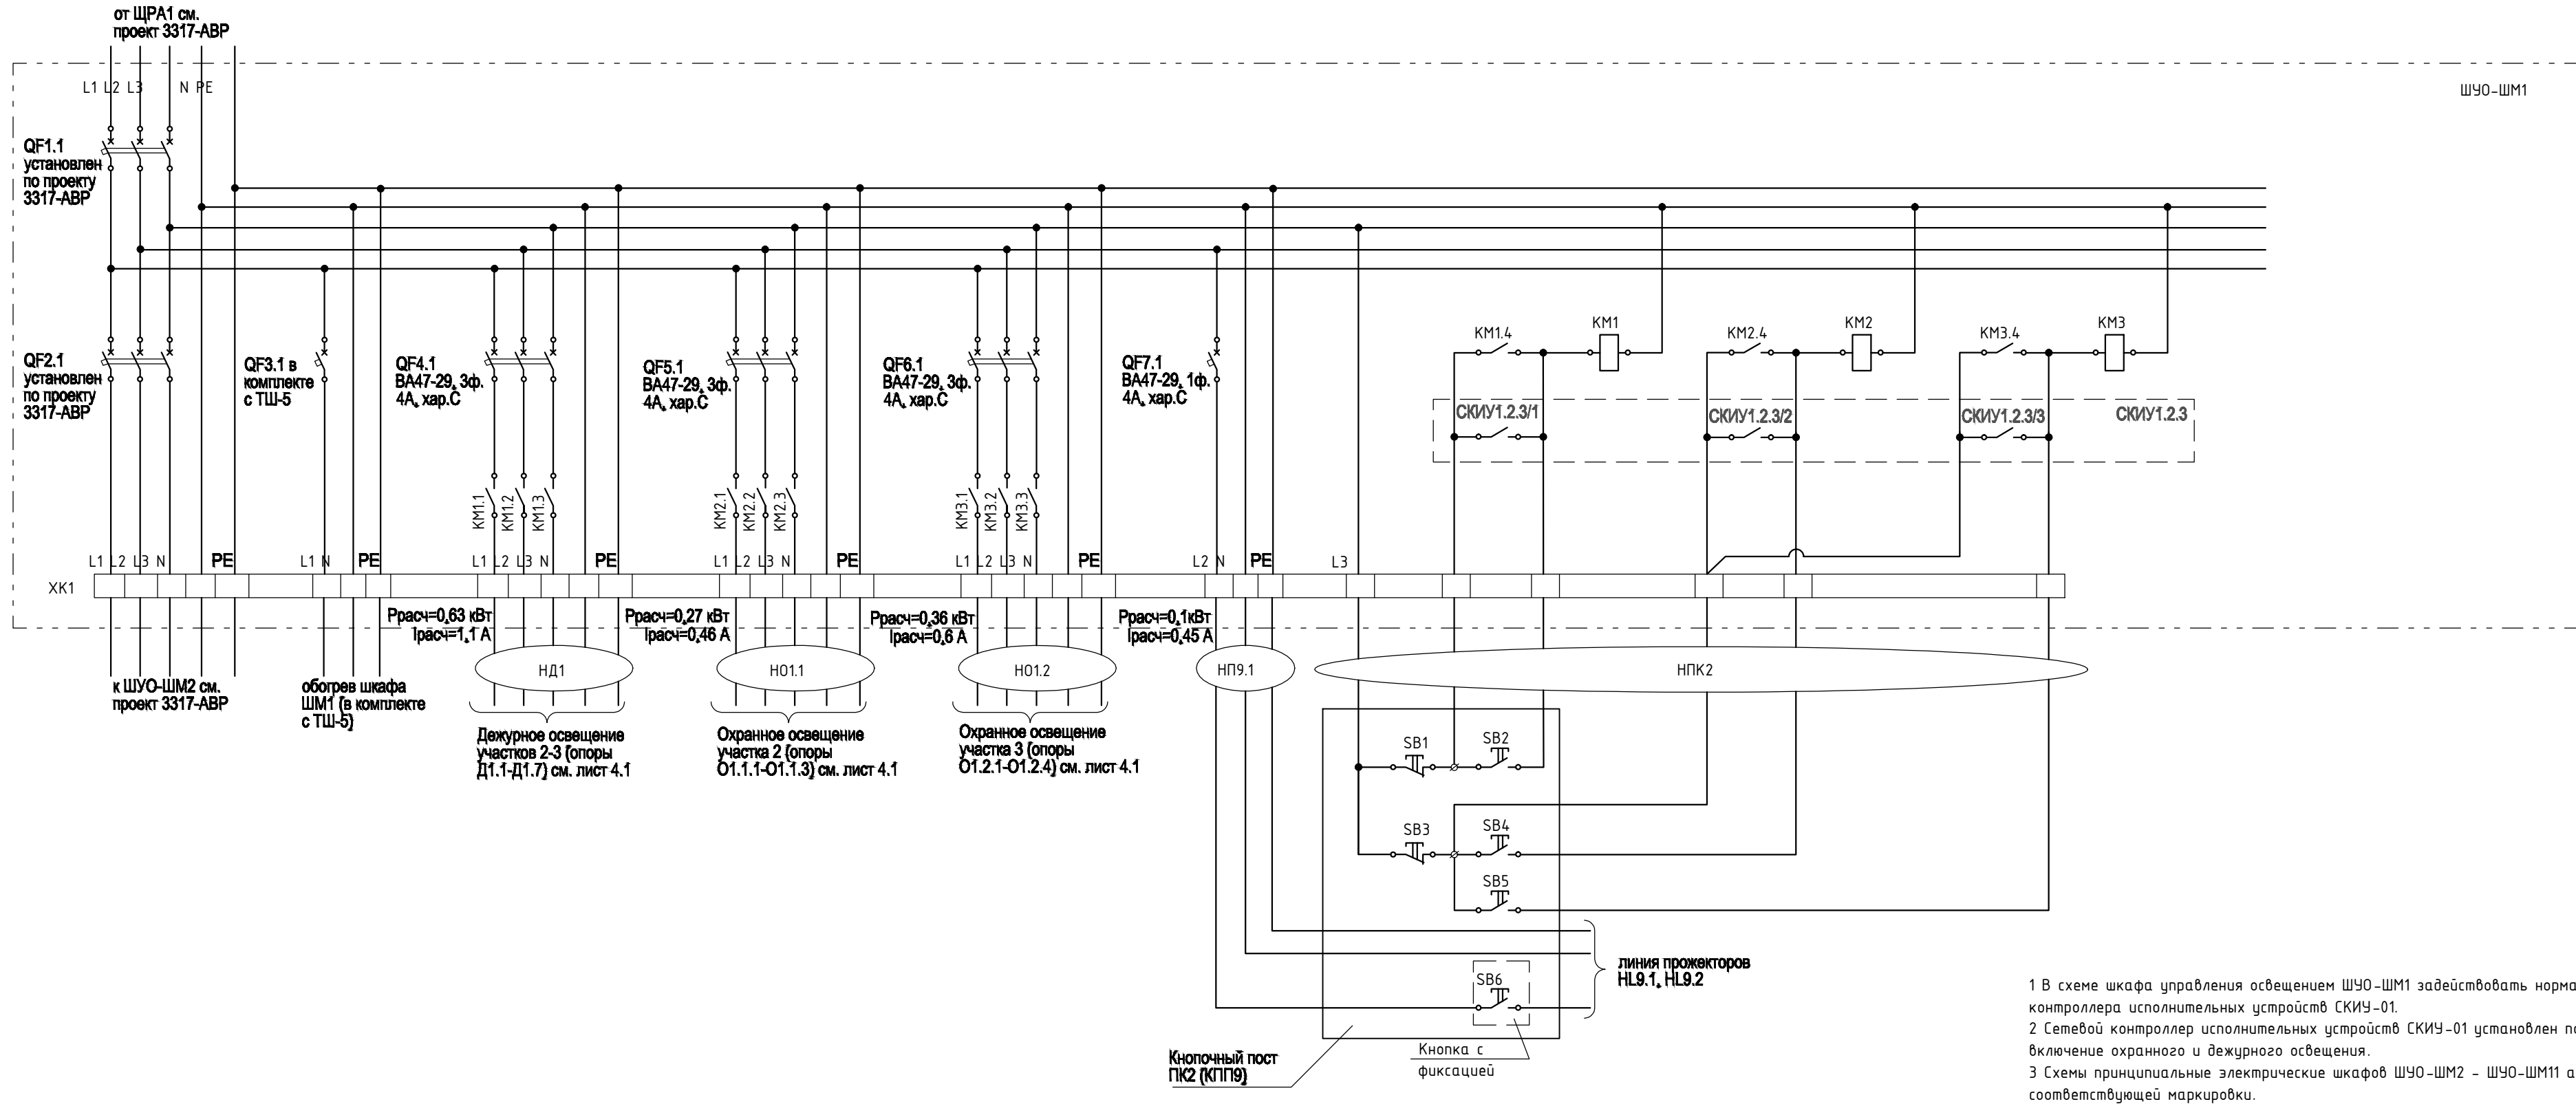 от ЩРА1 см.
проект 3317-АВР
L1 L2 L3 N PE
ШУО-ШМ1
QF1.1
установлен
по проекту
3317-АВР
QF2.1
установлен
по проекту
3317-АВР
QF3.1 в
комплекте
с ТШ-5
QF4.1
ВА47-29, 3ф.
4А, хар.С
QF5.1
ВА47-29, 3ф.
4А, хар.С
QF6.1
ВА47-29, 3ф.
4А, хар.С
QF7.1
ВА47-29, 1ф.
4А, хар.С
КМ1.4
КМ1
КМ2.4
КМ2
КМ3.4
КМ3
СКИУ1.2.3/1
СКИУ1.2.3/2
СКИУ1.2.3/3
СКИУ1.2.3
КМ1.1
КМ1.2
КМ1.3
КМ2.1
КМ2.2
КМ2.3
КМ3.1
КМ3.2
КМ3.3
L1 L2 L3 N PE
L1 N PE
L1 L2 L3 N PE
L1 L2 L3 N PE
L1 L2 L3 N PE
L2 N PE
L3
ХК1
Ррасч=0,63 кВт
Iрасч=1,1 А
Ррасч=0,27 кВт
Iрасч=0,46 А
Ррасч=0,36 кВт
Iрасч=0,6 А
Ррасч=0,1кВт
Iрасч=0,45 А
НД1
НО1.1
НО1.2
НП9.1
НПК2
к ШУО-ШМ2 см.
проект 3317-АВР
обогрев шкафа
ШМ1 (в комплекте
с ТШ-5)
Дежурное освещение
участков 2-3 (опоры
Д1.1-Д1.7) см. лист 4.1
Охранное освещение
участка 2 (опоры
О1.1.1-О1.1.3) см. лист 4.1
Охранное освещение
участка 3 (опоры
О1.2.1-О1.2.4) см. лист 4.1
SB1
SB2
SB3
SB4
SB5
SB6
линия прожекторов
HL9.1, HL9.2
Кнопка с
фиксацией
Кнопочный пост
ПК2 (КПП9)
1 В схеме шкафа управления освещением ШУО-ШМ1 задействовать норма
контроллера исполнительных устройств СКИУ-01.
2 Сетевой контроллер исполнительных устройств СКИУ-01 установлен по
включение охранного и дежурного освещения.
3 Схемы принципиальные электрические шкафов ШУО-ШМ2 - ШУО-ШМ11 а
соответствующей маркировки.